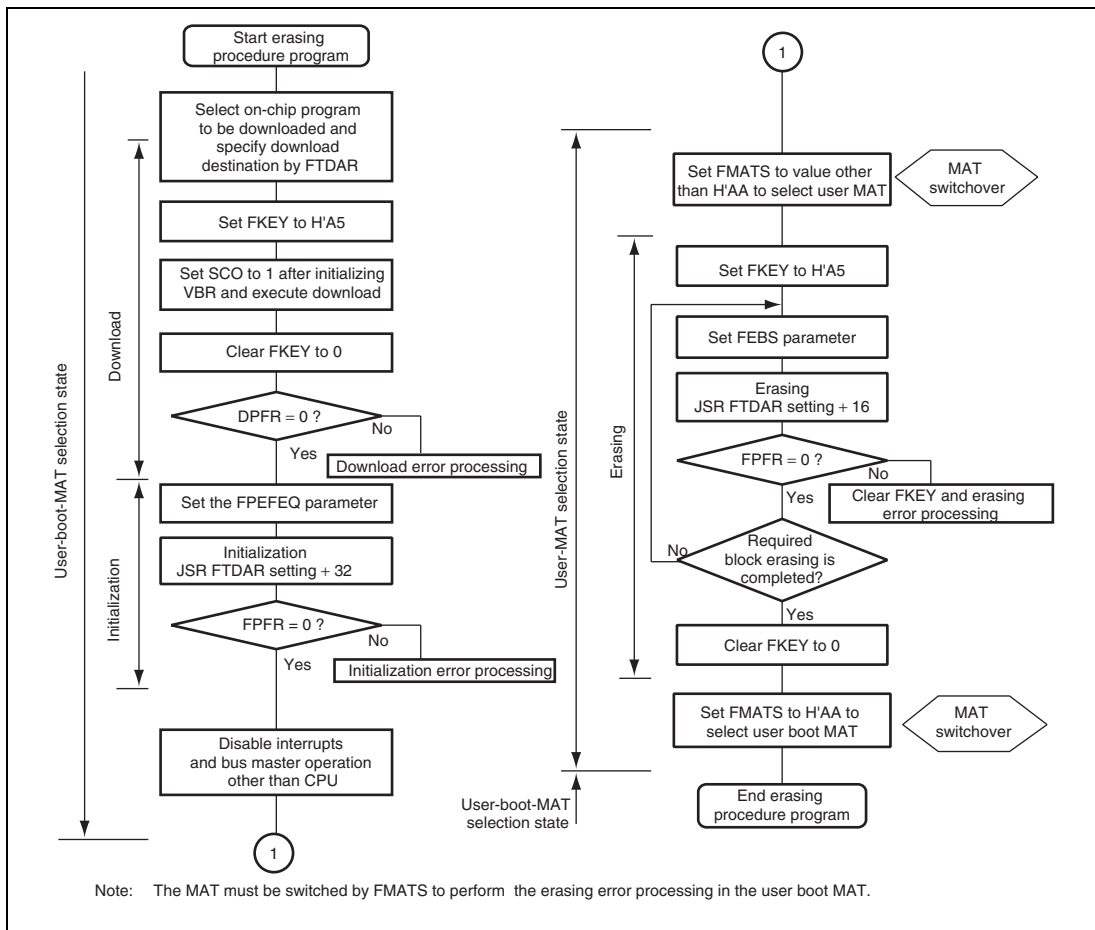 Start erasing
procedure program
Select on-chip program
to be downloaded and
specify download
destination by FTDAR
Set FKEY to H'A5
Set SCO to 1 after initializing
VBR and execute download
Clear FKEY to 0
DPFR = 0 ?
No
Yes
Download error processing
Set the FPEFEQ parameter
Initialization
JSR FTDAR setting + 32
FPFR = 0 ?
No
Yes
Initialization error processing
Disable interrupts
and bus master operation
other than CPU
1
Download
Initialization
User-boot-MAT selection state
1
Set FMATS to value other
than H'AA to select user MAT
MAT
switchover
Set FKEY to H'A5
Set FEBS parameter
Erasing
JSR FTDAR setting + 16
FPFR = 0 ?
No
Yes
Clear FKEY and erasing
error processing
Required
block erasing is
completed?
No
Yes
Clear FKEY to 0
Set FMATS to H'AA to
select user boot MAT
MAT
switchover
End erasing
procedure program
Erasing
User-MAT selection state
User-boot-MAT
selection state
Note: The MAT must be switched by FMATS to perform the erasing error processing in the user boot MAT.